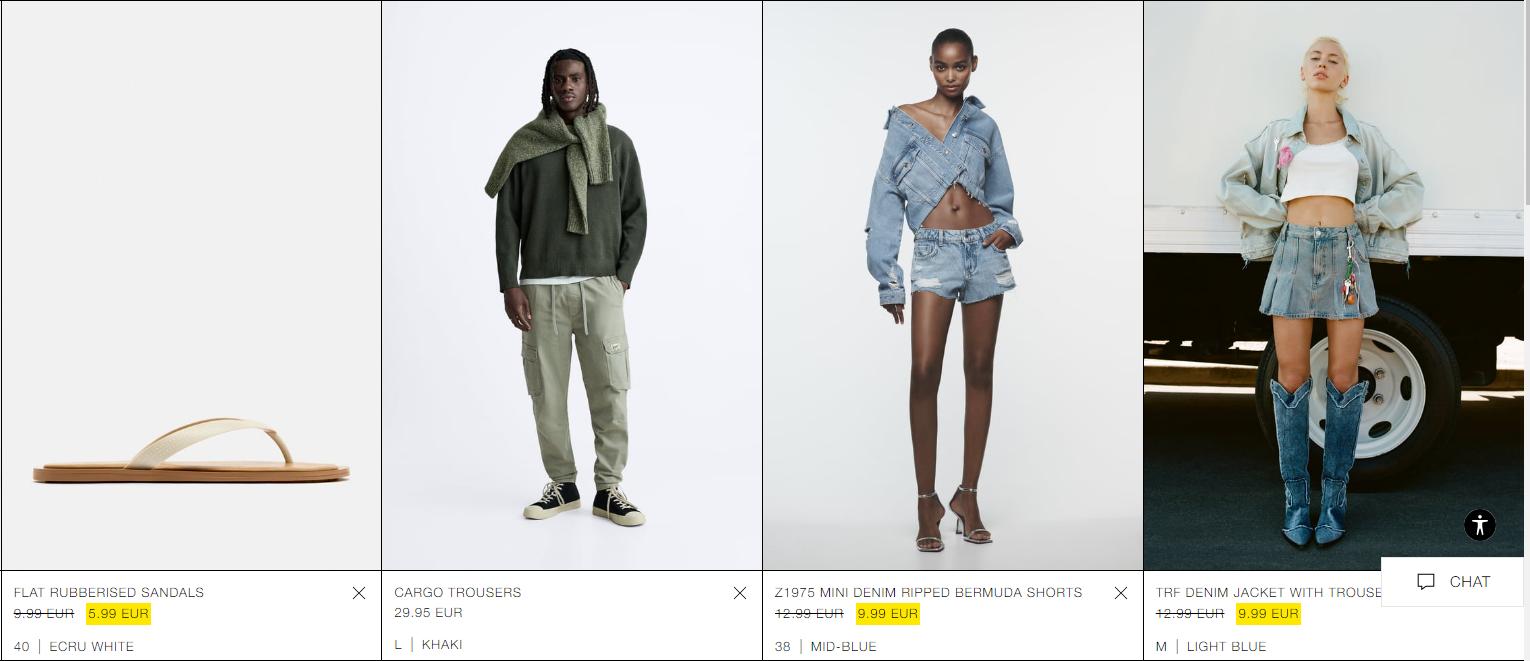 FLAT RUBBERISED SANDALS
9.99 EUR 5.99 EUR
40 | ECRU WHITE
CARGO TROUSERS
29.95 EUR
L | KHAKI
Z1975 MINI DENIM RIPPED BERMUDA SHORTS
12.99 EUR 9.99 EUR
38 | MID-BLUE
TRF DENIM JACKET WITH TROUSE
12.99 EUR 9.99 EUR
M | LIGHT BLUE
CHAT